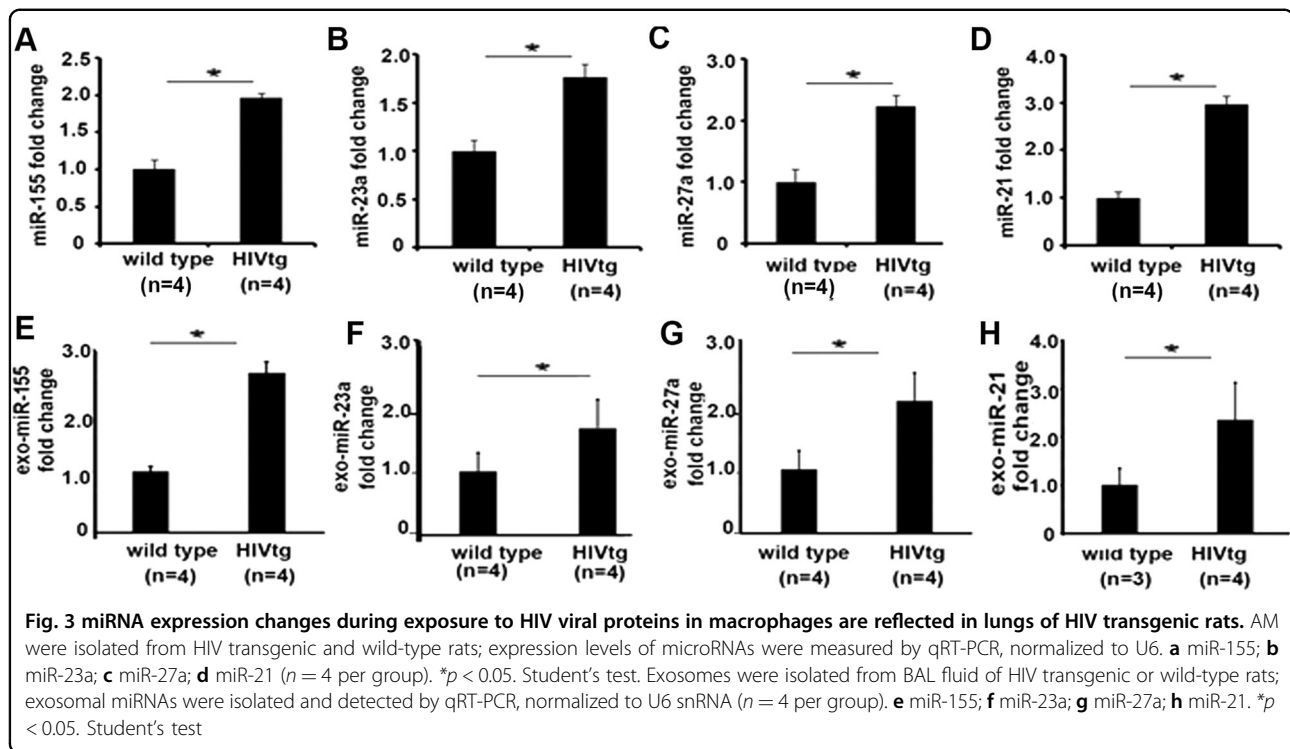 A
miR-155 fold change
2.5
2.0
1.5
1.0
0.5
0
*
wild type HIVtg
(n=4) (n=4)
B
miR-23a fold change
2.0
1.5
1.0
0.5
0
*
wild type HIVtg
(n=4) (n=4)
C
miR-27a fold change
3.0
2.0
1.0
0
*
wild type HIVtg
(n=4) (n=4)
D
miR-21 fold change
4.0
3.0
2.0
1.0
0
*
wild type HIVtg
(n=4) (n=4)
E
exo-miR-155
fold change
3.0
2.0
1.0
0
*
wild type HIVtg
(n=4) (n=4)
F
exo-miR-23a
fold change
3.0
2.0
1.0
0
*
wild type HIVtg
(n=4) (n=4)
G
exo-miR-27a
fold change
3.0
2.0
1.0
0
*
wild type HIVtg
(n=4) (n=4)
H
exo-miR-21
fold change
4.0
3.0
2.0
1.0
0
*
wild type HIVtg
(n=3) (n=4)
Fig. 3 miRNA expression changes during exposure to HIV viral proteins in macrophages are reflected in lungs of HIV transgenic rats. AM
were isolated from HIV transgenic and wild-type rats; expression levels of microRNAs were measured by qRT-PCR, normalized to U6. a miR-155; b
miR-23a; c miR-27a; d miR-21 (n = 4 per group). *p < 0.05. Student's test. Exosomes were isolated from BAL fluid of HIV transgenic or wild-type rats;
exosomal miRNAs were isolated and detected by qRT-PCR, normalized to U6 snRNA (n = 4 per group). e miR-155; f miR-23a; g miR-27a; h miR-21. *p
< 0.05. Student's test